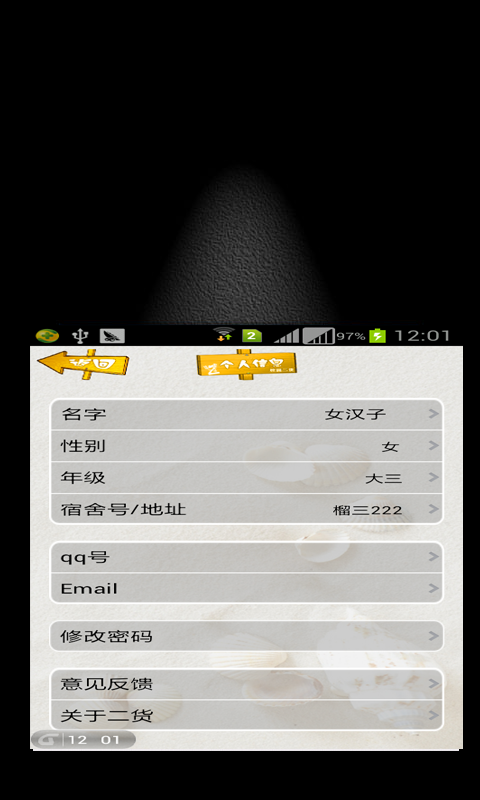 2 97% 12:01
返回 个人信息
名字 女汉子
性别 女
年级 大三
宿舍号/地址 榴三222
qq号
Email
修改密码
意见反馈
关于二货
12 01